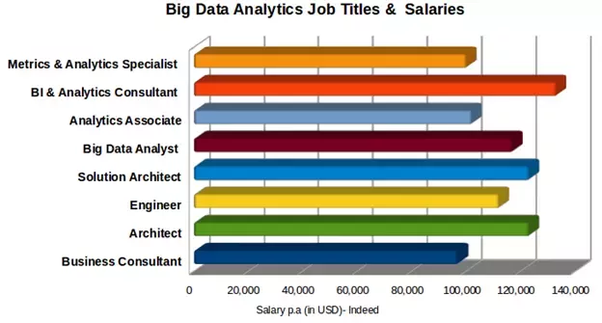 Big Data Analytics Job Titles & Salaries
Metrics & Analytics Specialist
BI & Analytics Consultant
Analytics Associate
Big Data Analyst
Solution Architect
Engineer
Architect
Business Consultant
0 20,000 40,000 60,000 80,000 100,000 120,000 140,000
Salary p.a (in USD)- Indeed